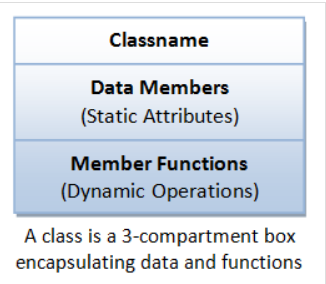 Classname
Data Members
(Static Attributes)
Member Functions
(Dynamic Operations)
A class is a 3-compartment box
encapsulating data and functions